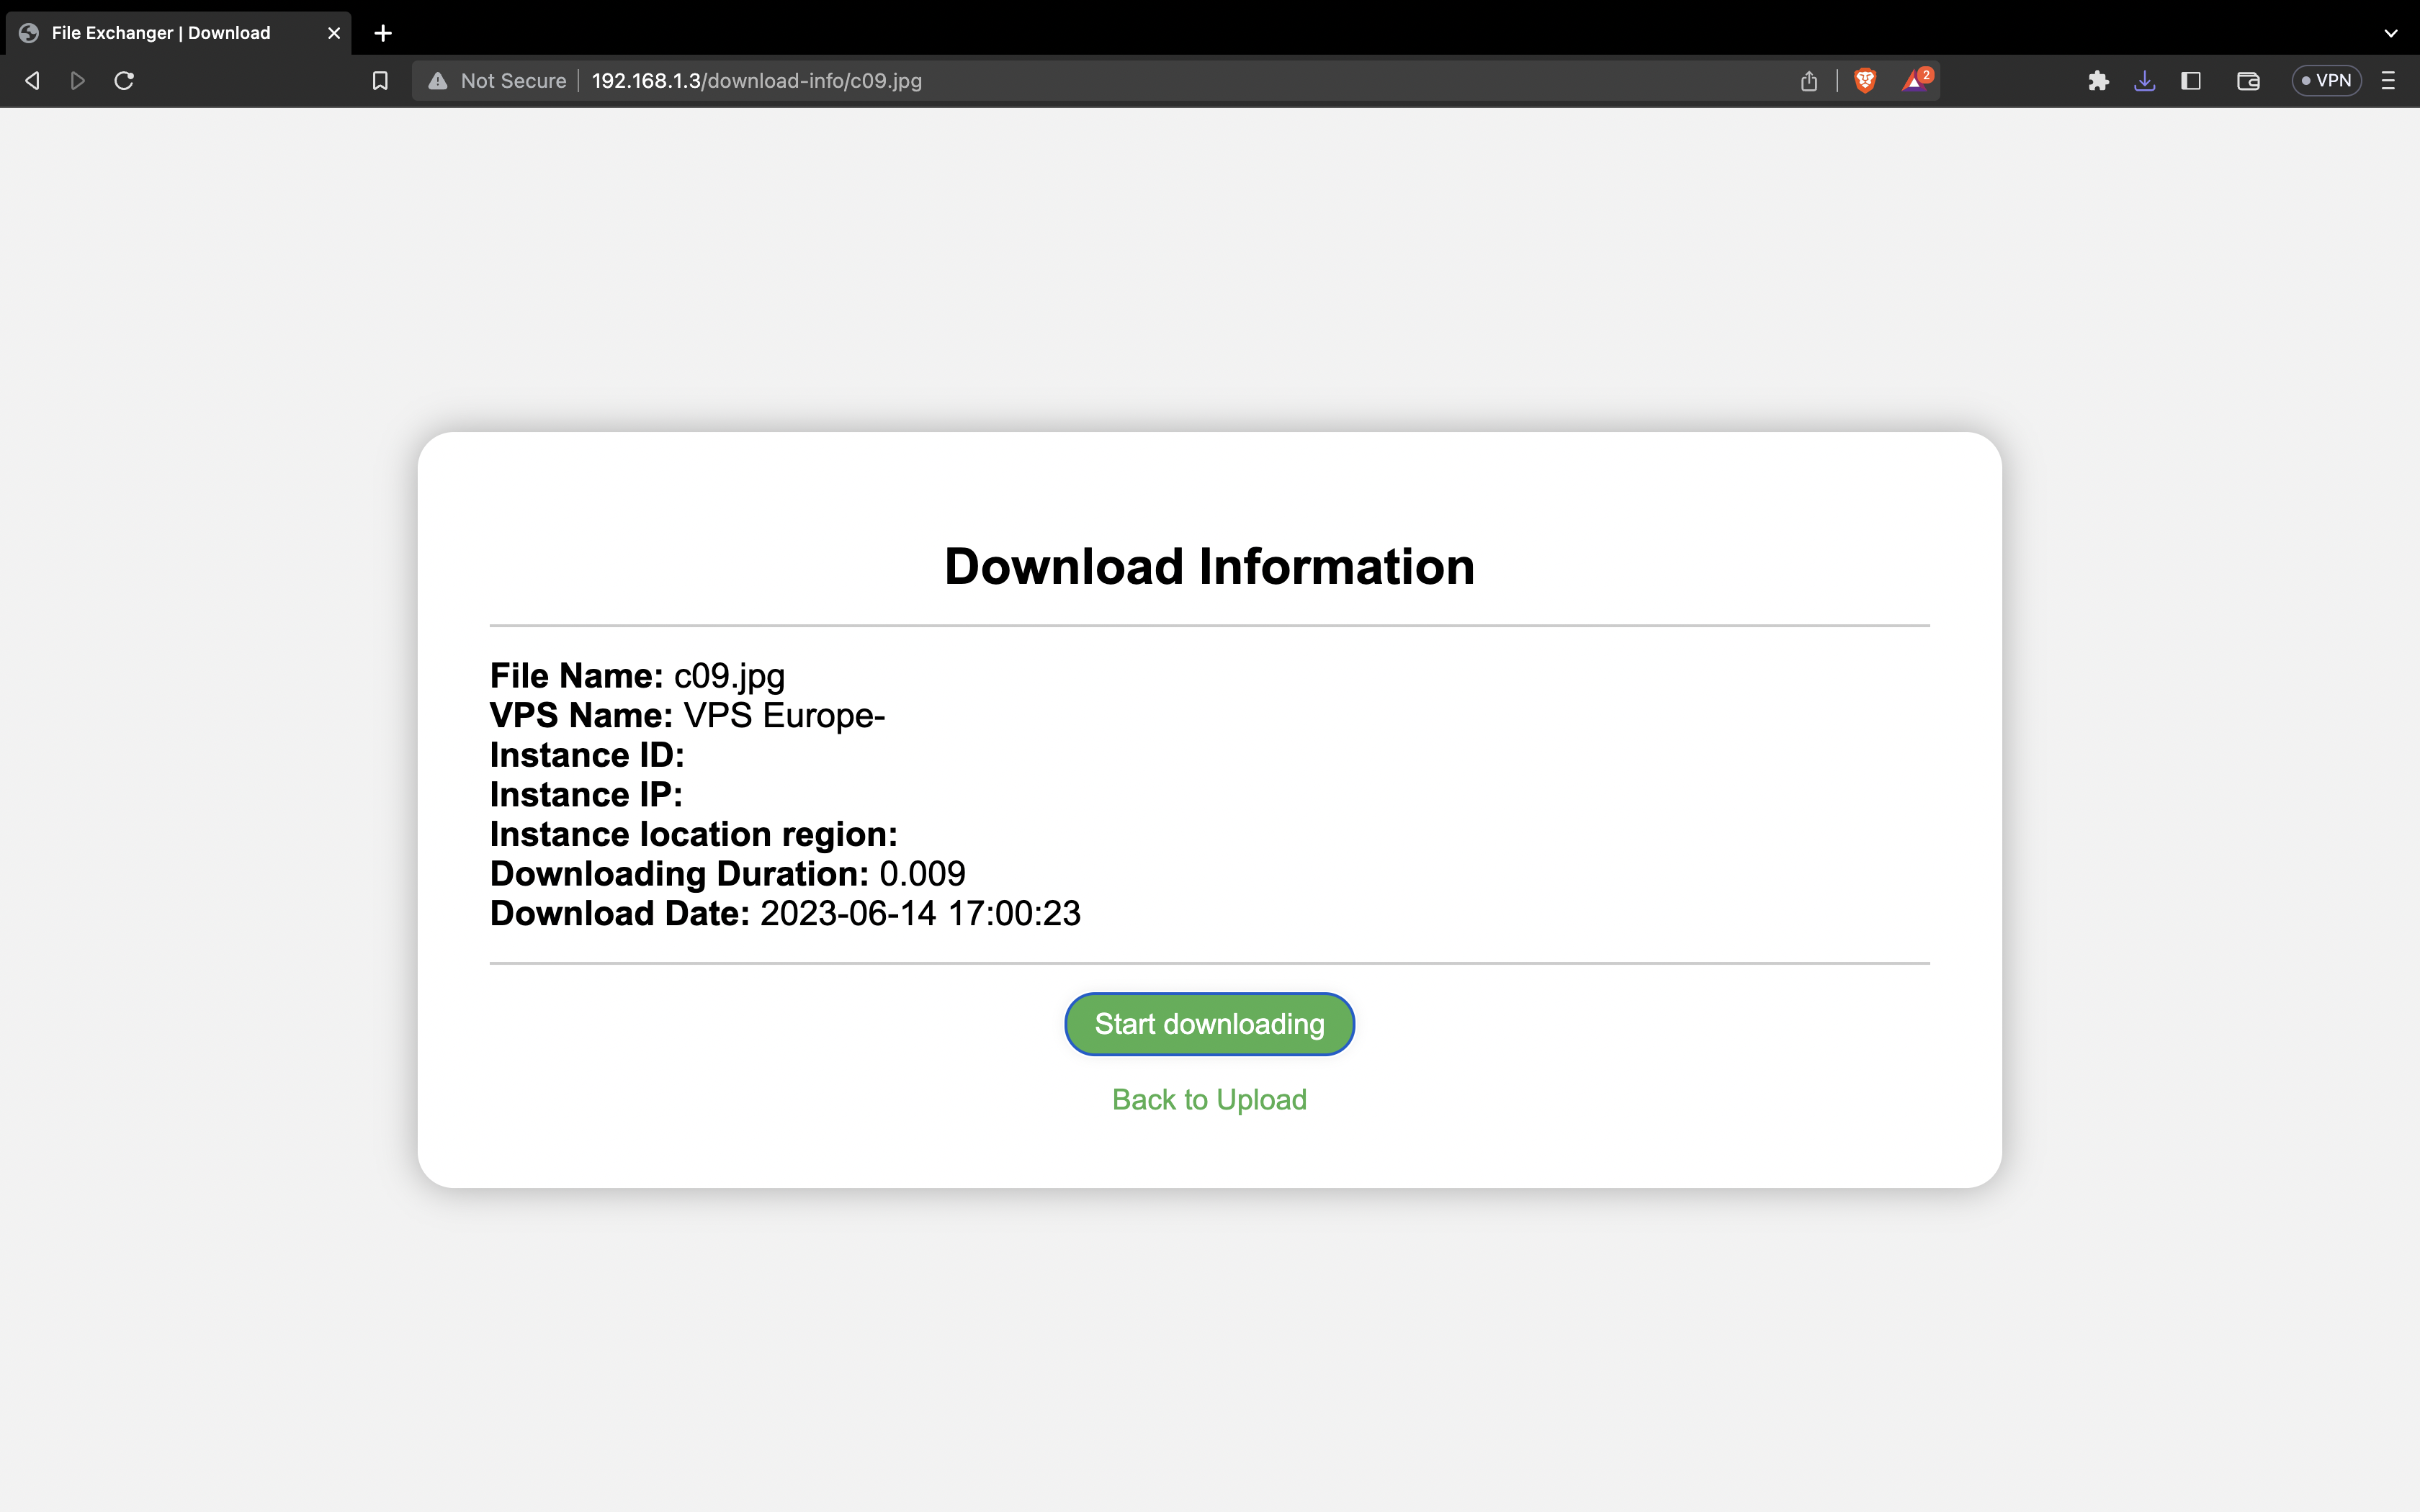 File Exchanger | Download
Not Secure
192.168.1.3/download-info/c09.jpg
2
VPN
Download Information
File Name: c09.jpg
VPS Name: VPS Europe-
Instance ID:
Instance IP:
Instance location region:
Downloading Duration: 0.009
Download Date: 2023-06-14 17:00:23
Start downloading
Back to Upload